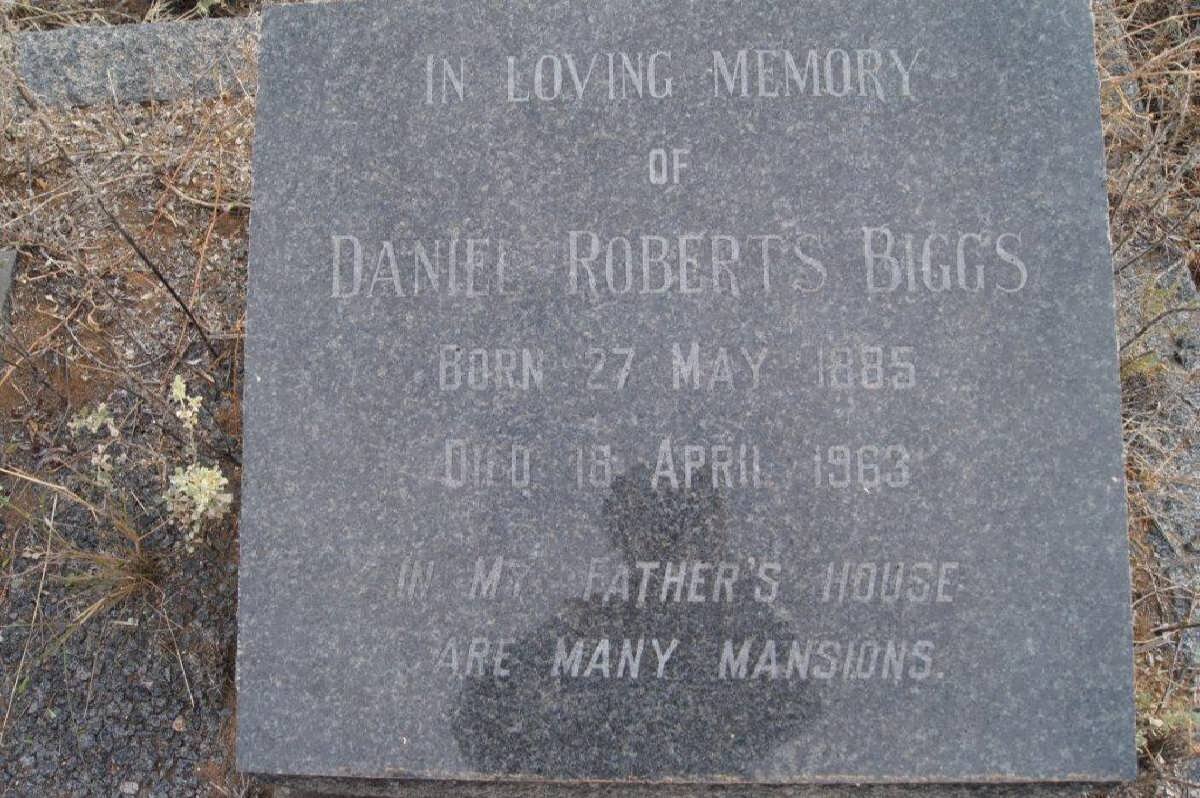 IN LOVING MEMORY
OF
DANIEL ROBERTS BIGGS
BORN 27 MAY 1885
DIED 18 APRIL 1963
IN MY FATHER'S HOUSE
ARE MANY MANSIONS.